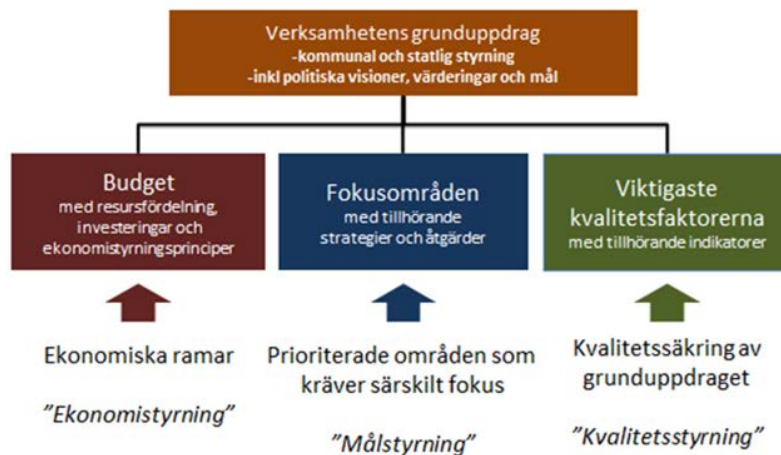 Verksamhetens grunduppdrag
-kommunal och statlig styrning
-inkl politiska visioner, värderingar och mål
Budget
med resursfördelning,
investeringar och
ekonomistyrningsprinciper
Fokusområden
med tillhörande
strategier och åtgärder
Viktigaste
kvalitetsfaktorerna
med tillhörande indikatorer
Ekonomiska ramar
"Ekonomistyrning"
Prioriterade områden som
kräver särskilt fokus
"Målstyrning"
Kvalitetssäkring av
grunduppdraget
"Kvalitetsstyrning"